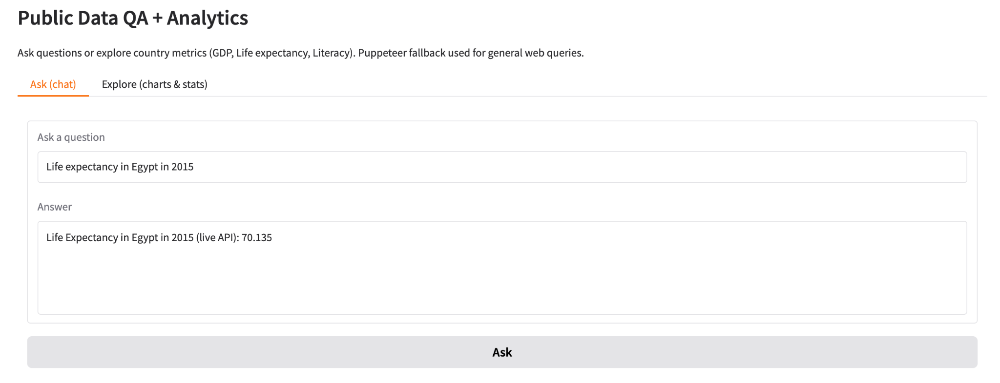 Public Data QA + Analytics
Ask questions or explore country metrics (GDP, Life expectancy, Literacy). Puppeteer fallback used for general web queries.
Ask (chat)
Explore (charts & stats)
Ask a question
Life expectancy in Egypt in 2015
Answer
Life Expectancy in Egypt in 2015 (live API): 70.135
Ask